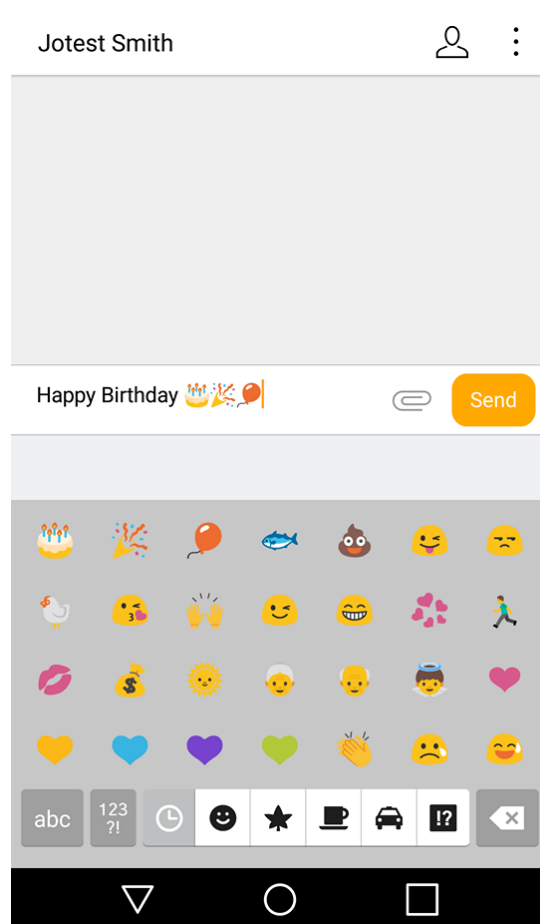 Jotest Smith
Happy Birthday 🎂🎉🎈
Send
abc
123
?!
!?